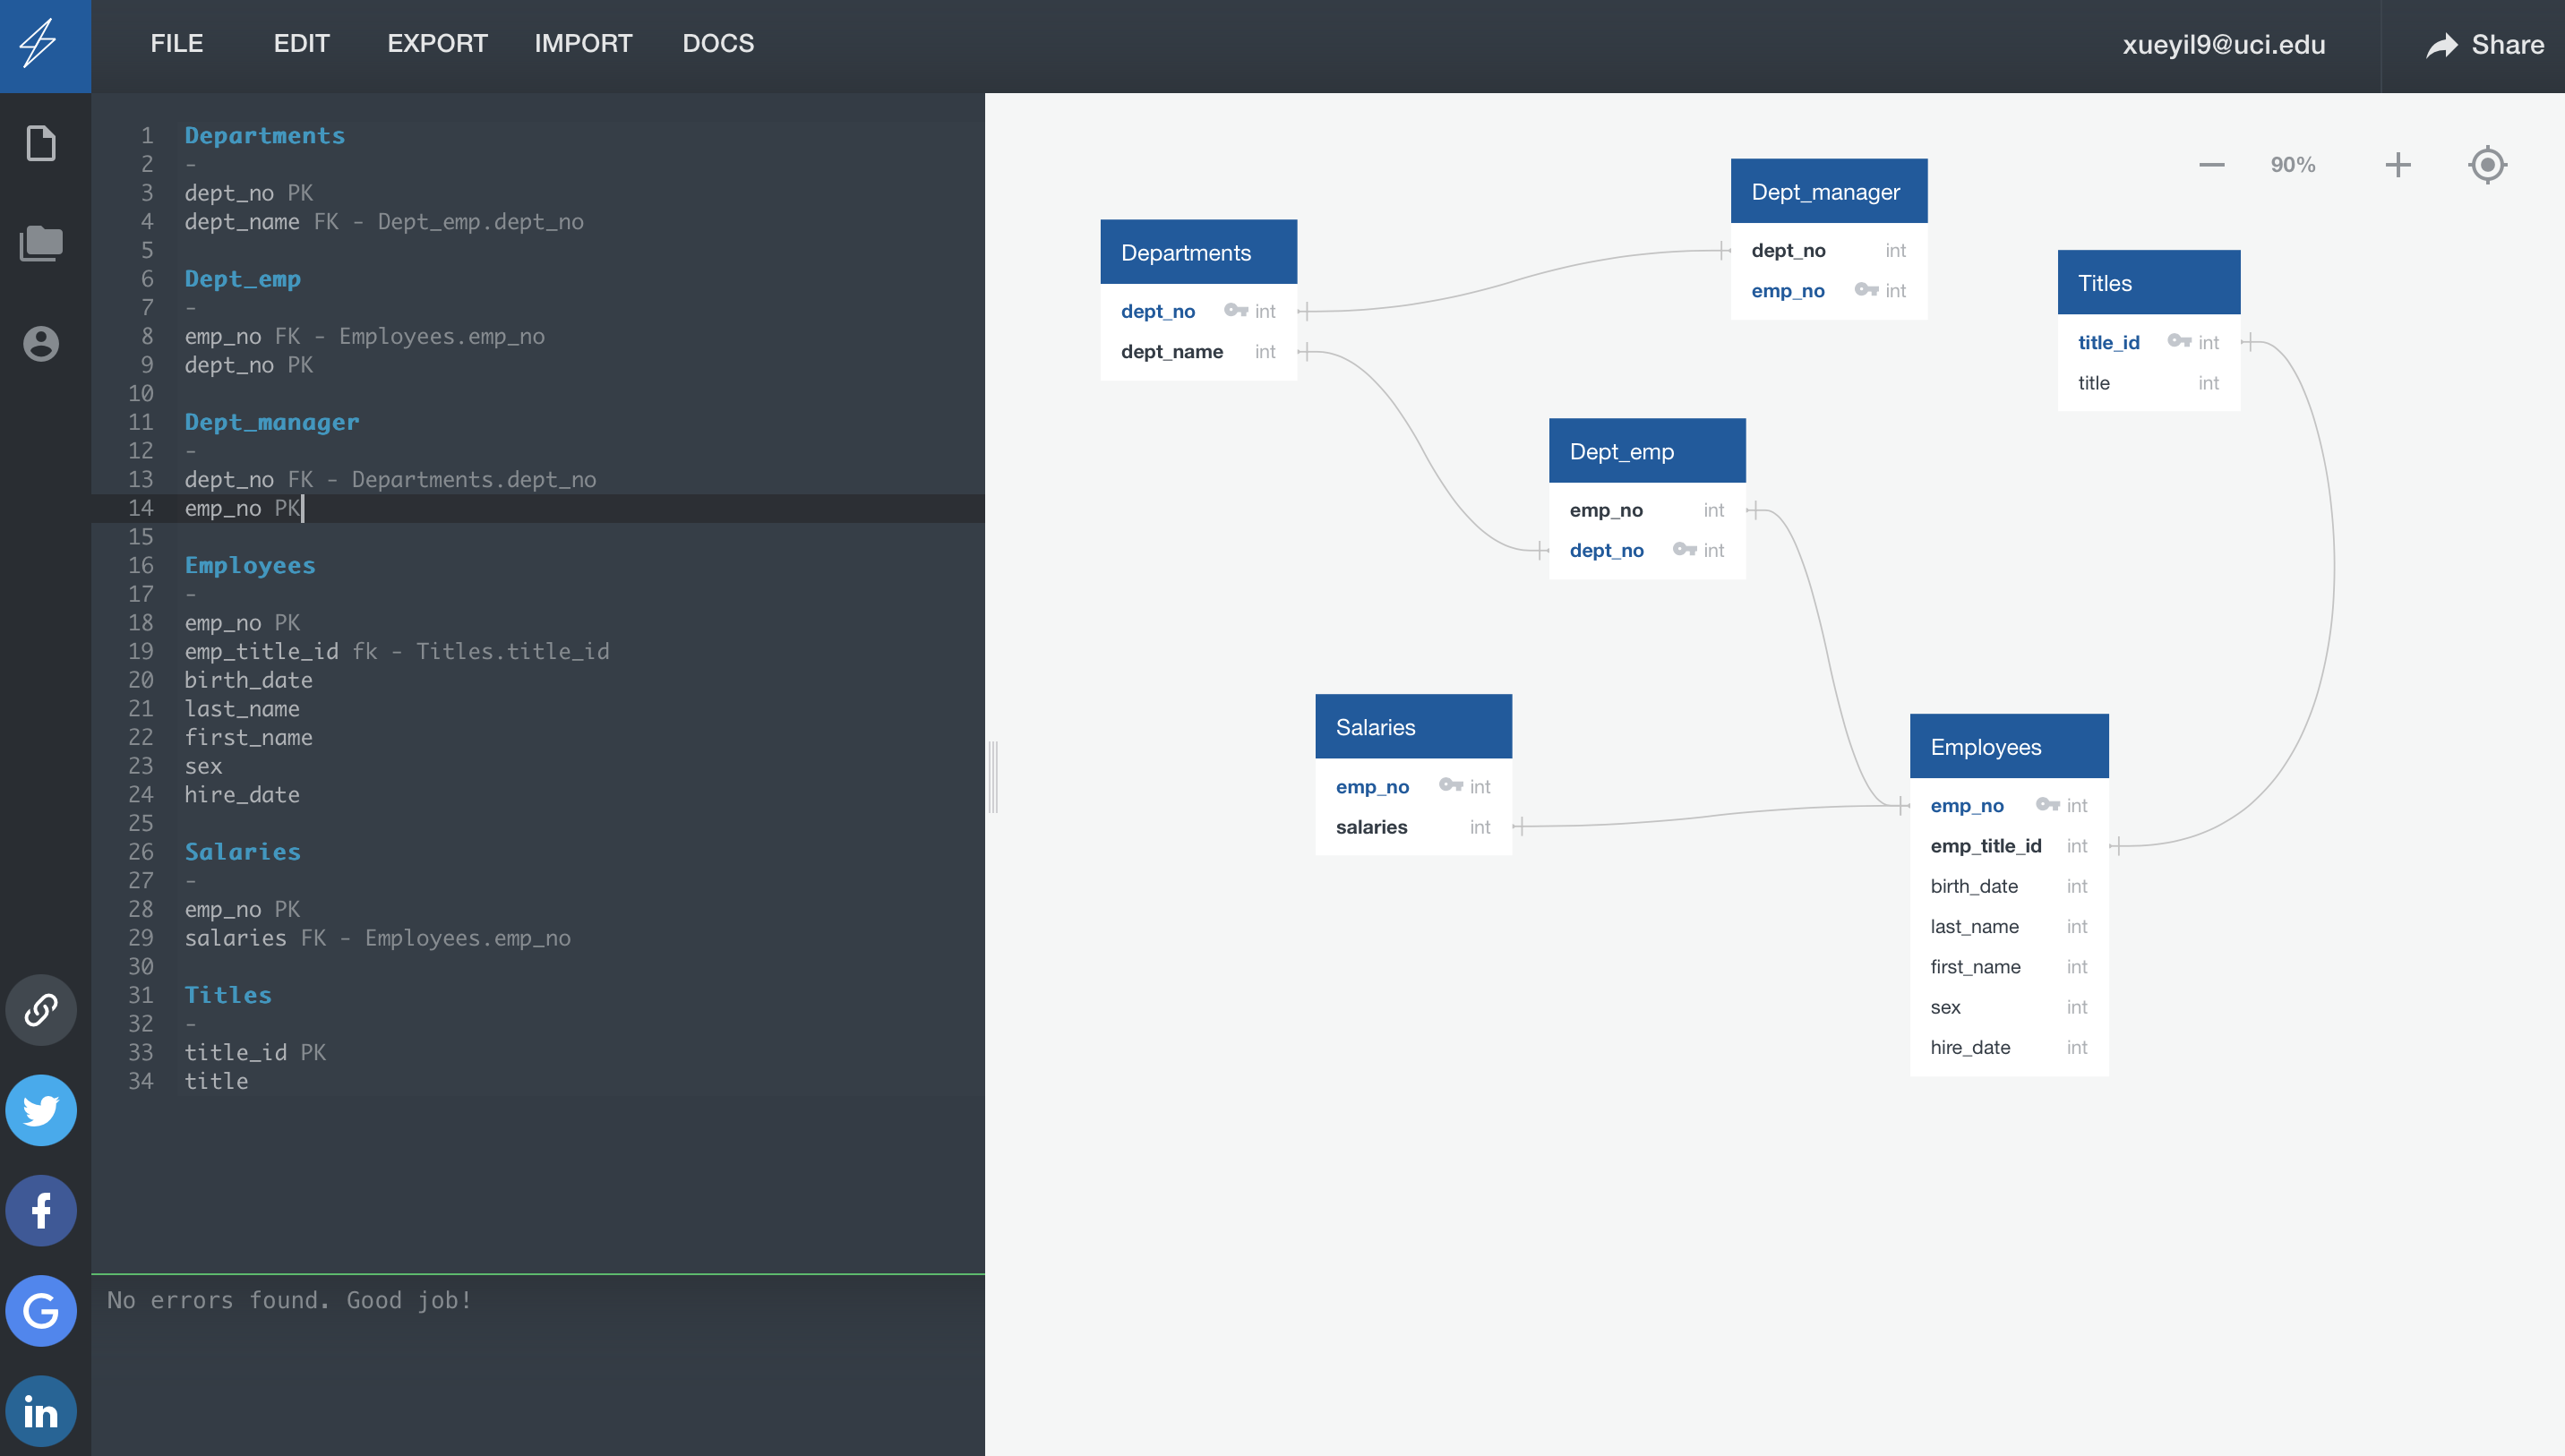 FILE EDIT EXPORT IMPORT DOCS xueyil9@uci.edu Share
1 Departments
2 -
3 dept_no PK
4 dept_name FK - Dept_emp.dept_no
5
6 Dept_emp
7 -
8 emp_no FK - Employees.emp_no
9 dept_no PK
10
11 Dept_manager
12 -
13 dept_no FK - Departments.dept_no
14 emp_no PK
15
16 Employees
17 -
18 emp_no PK
19 emp_title_id fk - Titles.title_id
20 birth_date
21 last_name
22 first_name
23 sex
24 hire_date
25
26 Salaries
27 -
28 emp_no PK
29 salaries FK - Employees.emp_no
30
31 Titles
32 -
33 title_id PK
34 title
No errors found. Good job!
90%
Departments
dept_no int
dept_name int
Dept_manager
dept_no int
emp_no int
Titles
title_id int
title int
Dept_emp
emp_no int
dept_no int
Salaries
emp_no int
salaries int
Employees
emp_no int
emp_title_id int
birth_date int
last_name int
first_name int
sex int
hire_date int